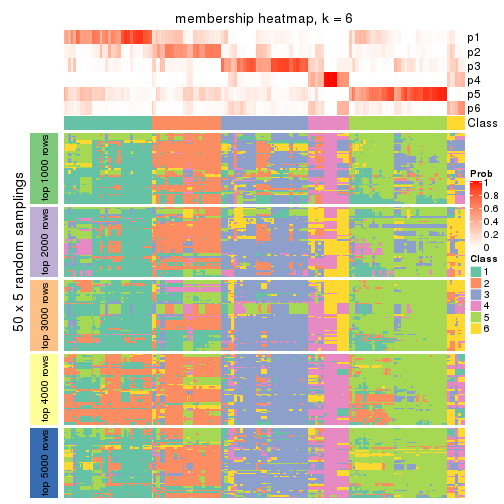 membership heatmap, k = 6
p1
p2
p3
p4
p5
p6
Class
50 x 5 random samplings
top 1000 rows
top 2000 rows
top 3000 rows
top 4000 rows
top 5000 rows
Prob
1
0.8
0.6
0.4
0.2
0
Class
1
2
3
4
5
6